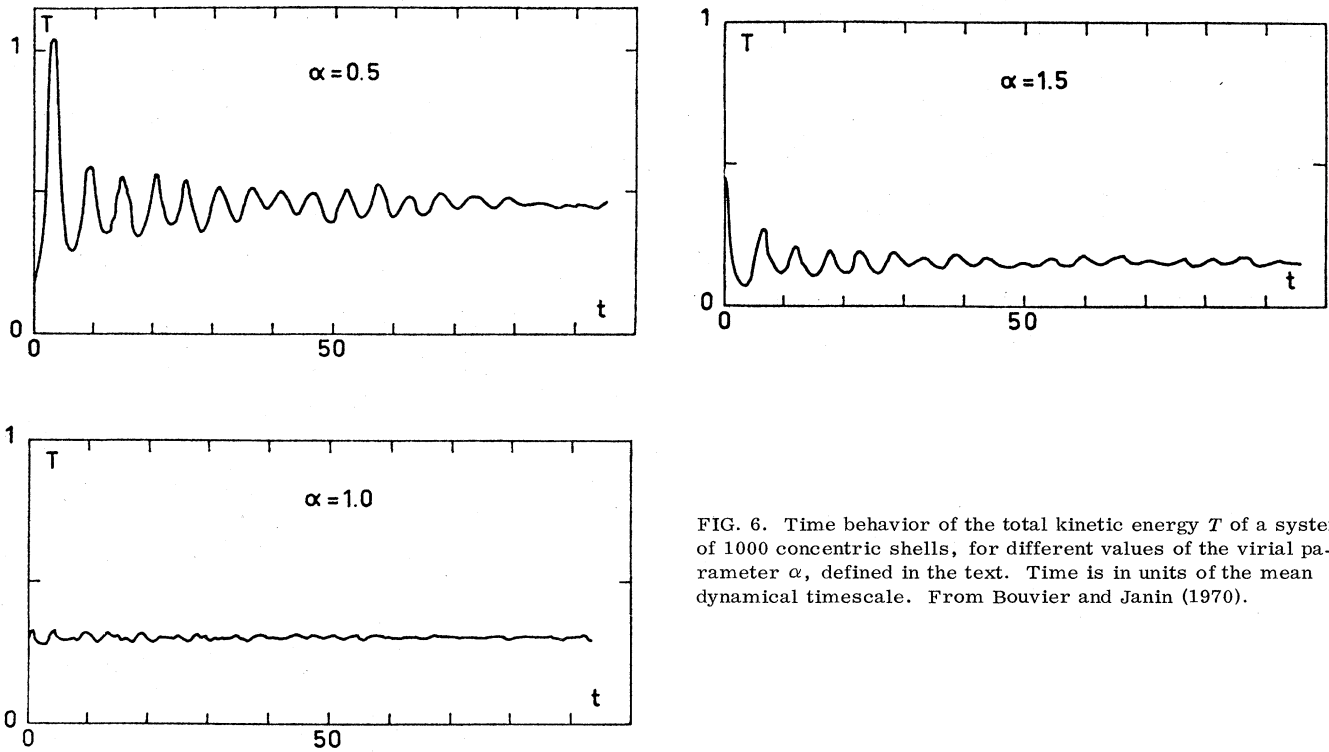 T
1
α = 0.5
t
0
0
50
1
T
α = 1.5
t
0
0
50
1
T
α = 1.0
t
0
0
50
FIG. 6. Time behavior of the total kinetic energy T of a syste
of 1000 concentric shells, for different values of the virial pa-
rameter α, defined in the text. Time is in units of the mean
dynamical timescale. From Bouvier and Janin (1970).